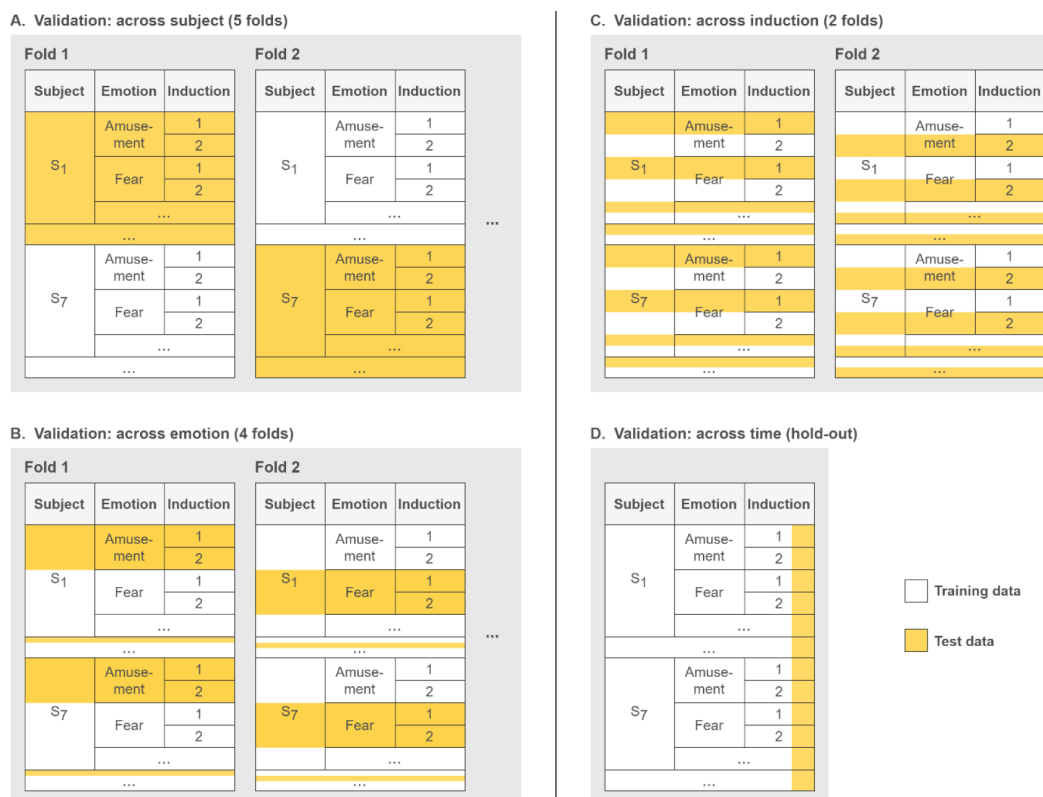 A. Validation: across subject (5 folds)
Fold 1
Subject Emotion Induction
S1
Amuse-
ment
1
2
Fear
1
2
...
...
S7
Amuse-
ment
1
2
Fear
1
2
...
...
Fold 2
Subject Emotion Induction
S1
Amuse-
ment
1
2
Fear
1
2
...
...
S7
Amuse-
ment
1
2
Fear
1
2
...
...
...
B. Validation: across emotion (4 folds)
Fold 1
Subject Emotion Induction
S1
Amuse-
ment
1
2
Fear
1
2
...
...
S7
Amuse-
ment
1
2
Fear
1
2
...
...
Fold 2
Subject Emotion Induction
S1
Amuse-
ment
1
2
Fear
1
2
...
...
S7
Amuse-
ment
1
2
Fear
1
2
...
...
...
C. Validation: across induction (2 folds)
Fold 1
Subject Emotion Induction
S1
Amuse-
ment
1
2
Fear
1
2
...
...
S7
Amuse-
ment
1
2
Fear
1
2
...
...
Fold 2
Subject Emotion Induction
S1
Amuse-
ment
1
2
Fear
1
2
...
...
S7
Amuse-
ment
1
2
Fear
1
2
...
...
D. Validation: across time (hold-out)
Subject Emotion Induction
S1
Amuse-
ment
1
2
Fear
1
2
...
...
S7
Amuse-
ment
1
2
Fear
1
2
...
...
Training data
Test data